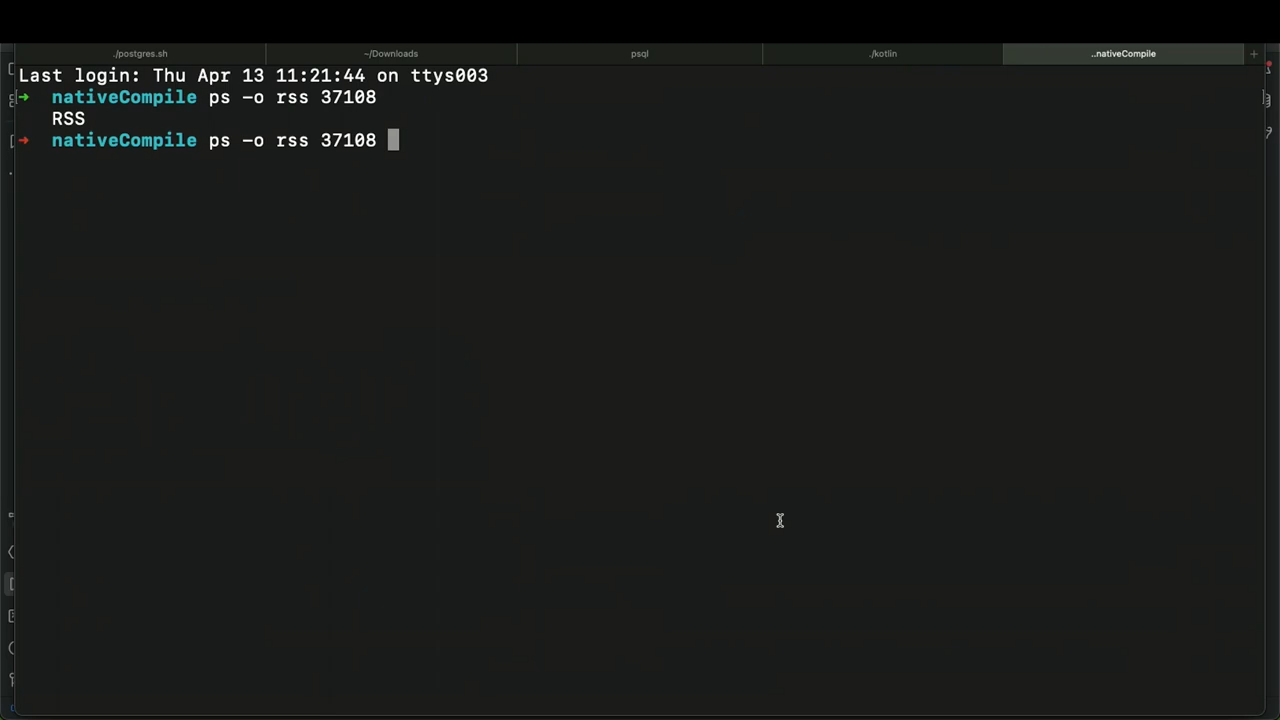 ./postgres.sh ~/Downloads psql ./kotlin ..nativeCompile +
Last login: Thu Apr 13 11:21:44 on ttys003
➜ nativeCompile ps -o rss 37108
RSS
➜ nativeCompile ps -o rss 37108